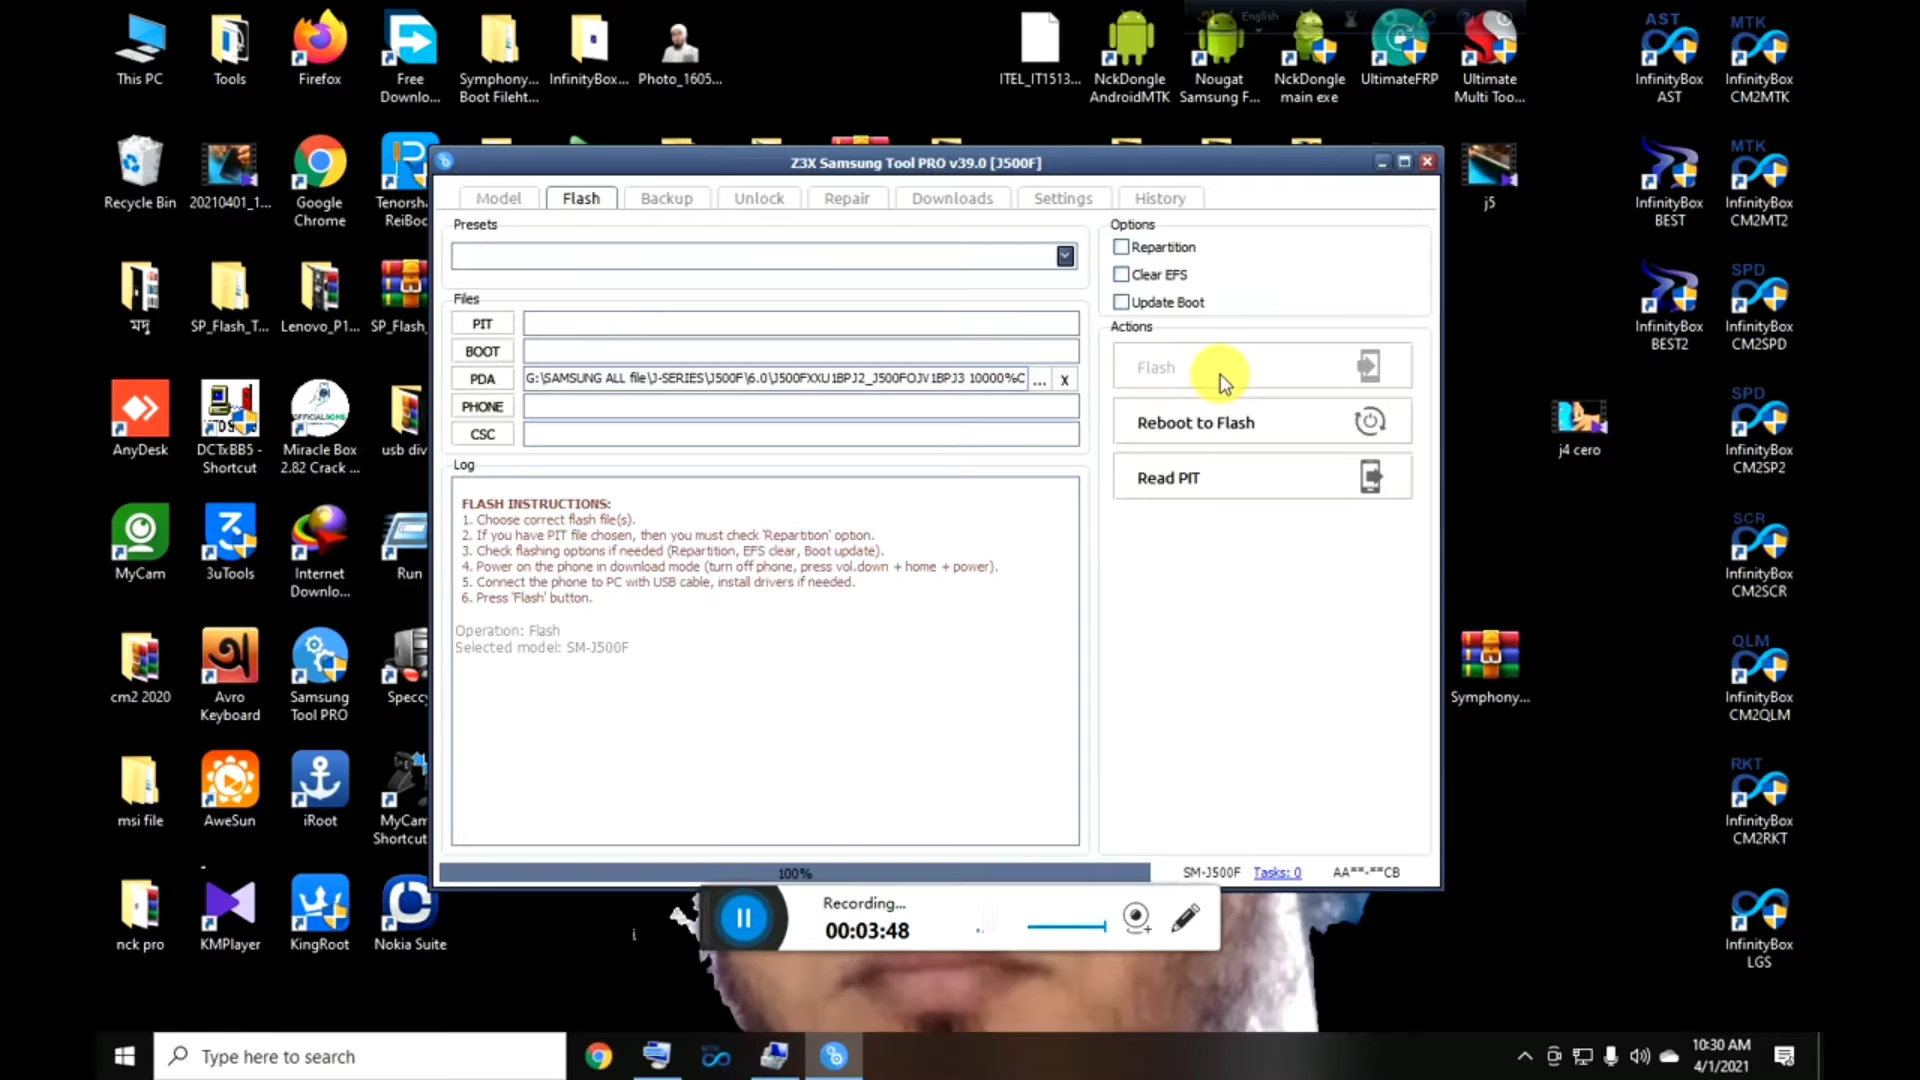 This PC
Tools
Firefox
Free
Downlo...
Symphony...
Boot Fileht...
InfinityBox...
Photo_1605...
ITEL_IT1513...
NckDongle
AndroidMTK
Nougat
Samsung F...
English
NckDongle
main exe
UltimateFRP
Ultimate
Multi Too...
AST
InfinityBox
AST
MTK
InfinityBox
CM2MTK
Recycle Bin
20210401_1...
Google
Chrome
Tenorsha
ReiBoo
j5
InfinityBox
BEST
MTK
InfinityBox
CM2MT2
Z3X Samsung Tool PRO v39.0 [J500F]
Model
Flash
Backup
Unlock
Repair
Downloads
Settings
History
Presets
Options
Repartition
Clear EFS
Update Boot
Files
PIT
BOOT
PDA
G:\SAMSUNG ALL file\J-SERIES\J500F\6.0\J500FXXU1BPJ2_J500FOJV1BPJ3 10000%C
...
x
PHONE
CSC
Actions
Flash
Reboot to Flash
Read PIT
Log
FLASH INSTRUCTIONS:
1. Choose correct flash file(s).
2. If you have PIT file chosen, then you must check 'Repartition' option.
3. Check flashing options if needed (Repartition, EFS clear, Boot update).
4. Power on the phone in download mode (turn off phone, press vol.down + home + power).
5. Connect the phone to PC with USB cable, install drivers if needed.
6. Press 'Flash' button.
Operation: Flash
Selected model: SM-J500F
100%
SM-J500F
Tasks: 0
AA**-**CB
মদু
SP_Flash_T...
Lenovo_P1...
SP_Flash_
InfinityBox
BEST2
SPD
InfinityBox
CM2SPD
AnyDesk
DCTxBB5 -
Shortcut
Miracle Box
2.82 Crack ...
usb div
j4 cero
SPD
InfinityBox
CM2SP2
MyCam
3uTools
Internet
Downlo...
Run
SCR
InfinityBox
CM2SCR
cm2 2020
Avro
Keyboard
Samsung
Tool PRO
Speccy
Symphony...
QLM
InfinityBox
CM2QLM
msi file
AweSun
iRoot
MyCam
Shortcut
RKT
InfinityBox
CM2RKT
nck pro
KMPlayer
KingRoot
Nokia Suite
InfinityBox
LGS
Recording...
00:03:48
Type here to search
MTK
10:30 AM
4/1/2021